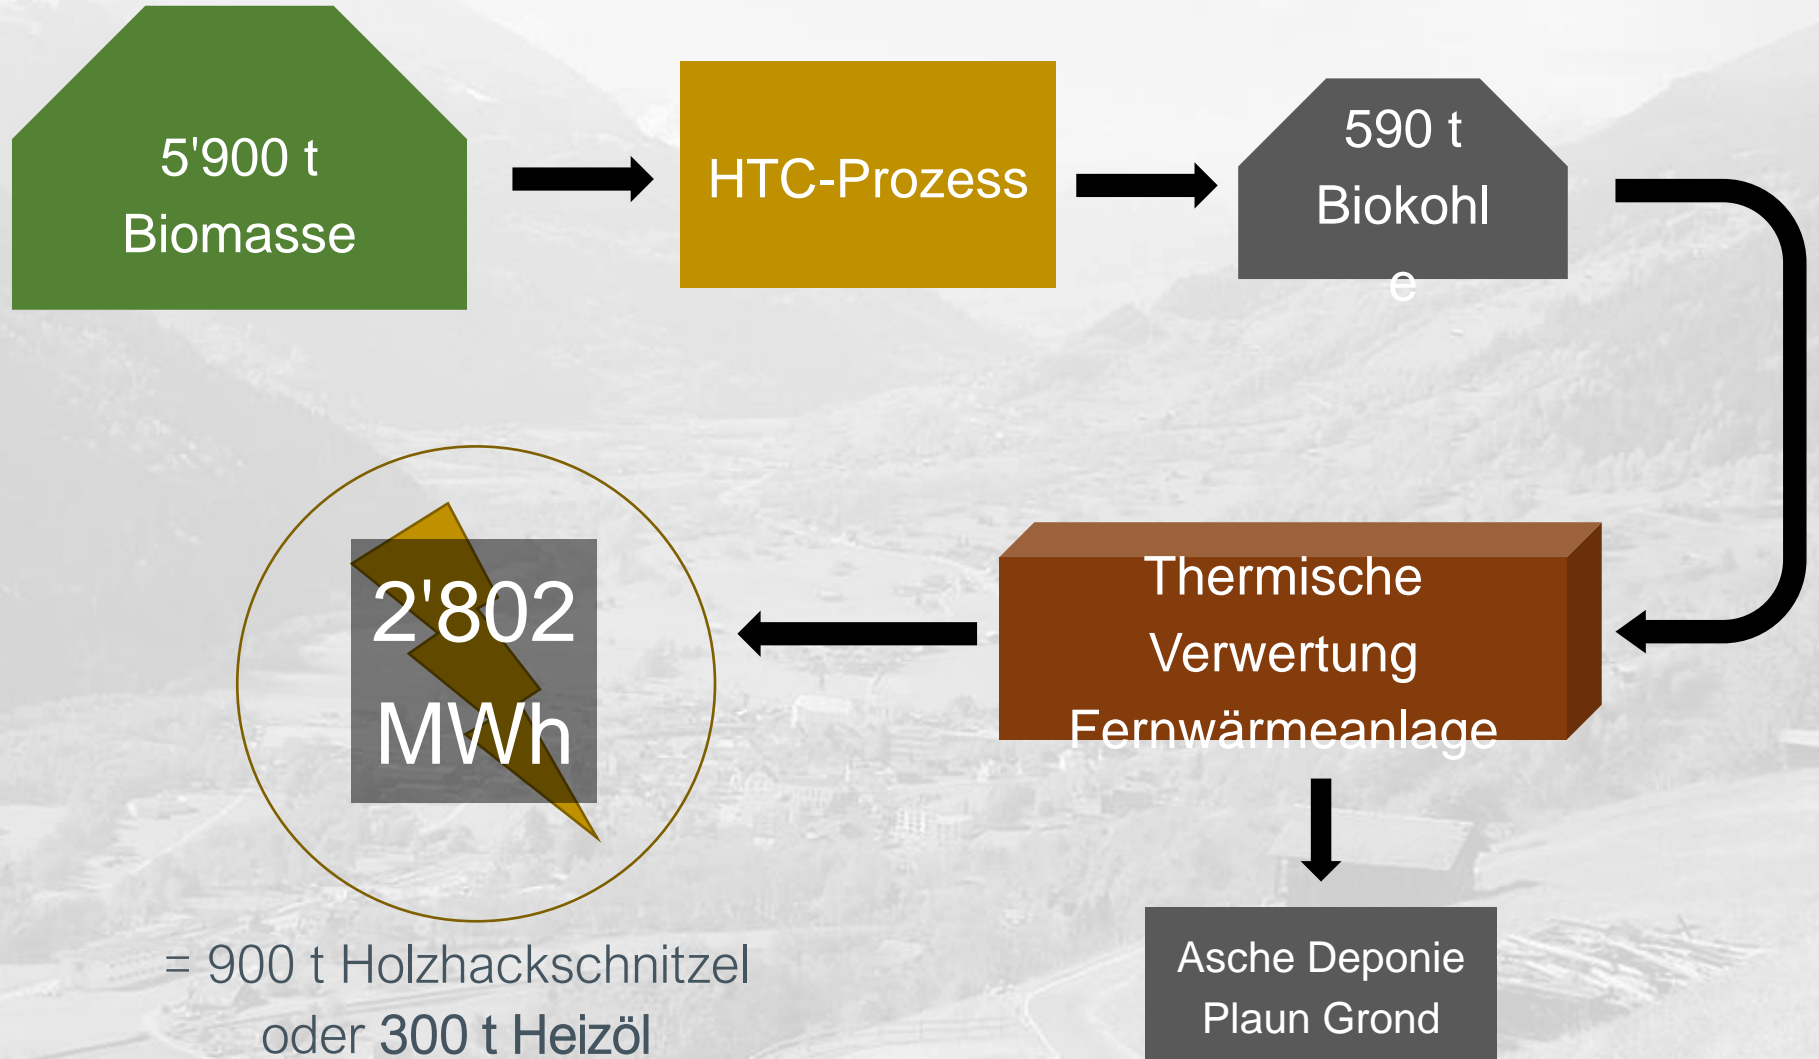 5'900 t
Biomasse
HTC-Prozess
590 t
Biokohl
e
Thermische
Verwertung
Fernwärmeanlage
2'802
MWh
= 900 t Holzhackschnitzel
oder 300 t Heizöl
Asche Deponie
Plaun Grond